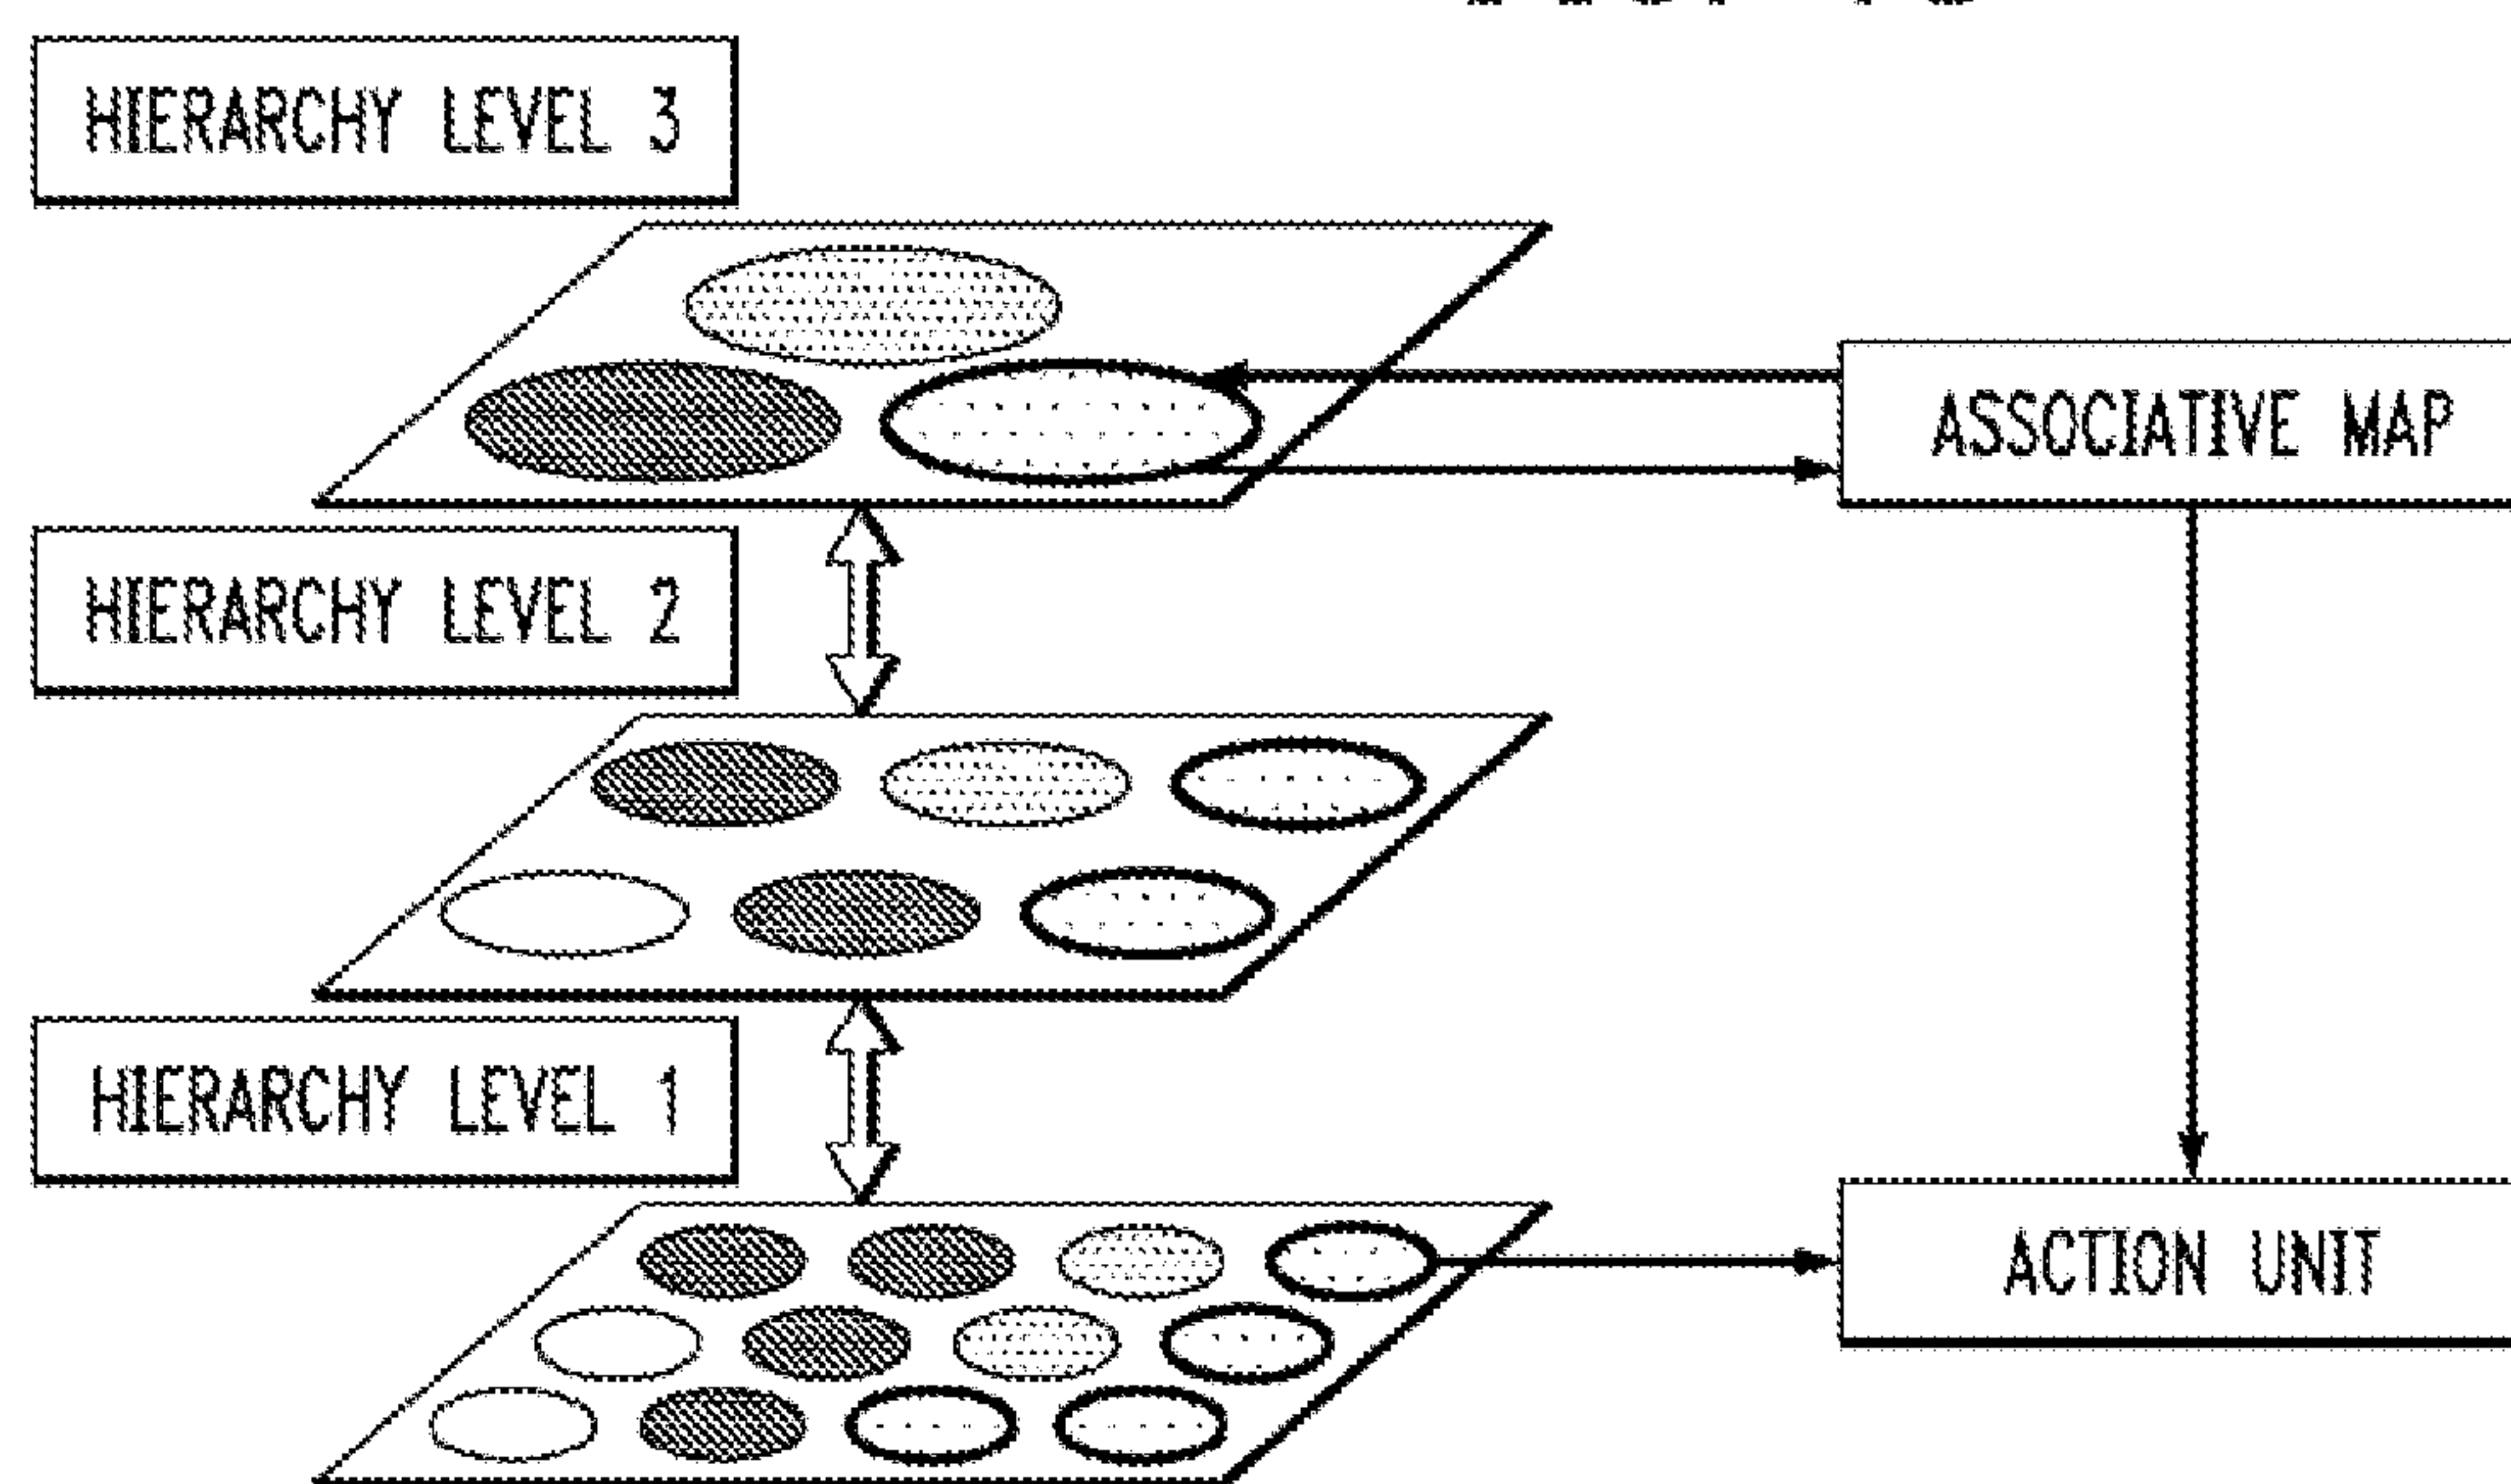 HIERARCHY LEVEL 3
ASSOCIATIVE MAP
HIERARCHY LEVEL 2
HIERARCHY LEVEL 1
ACTION UNIT